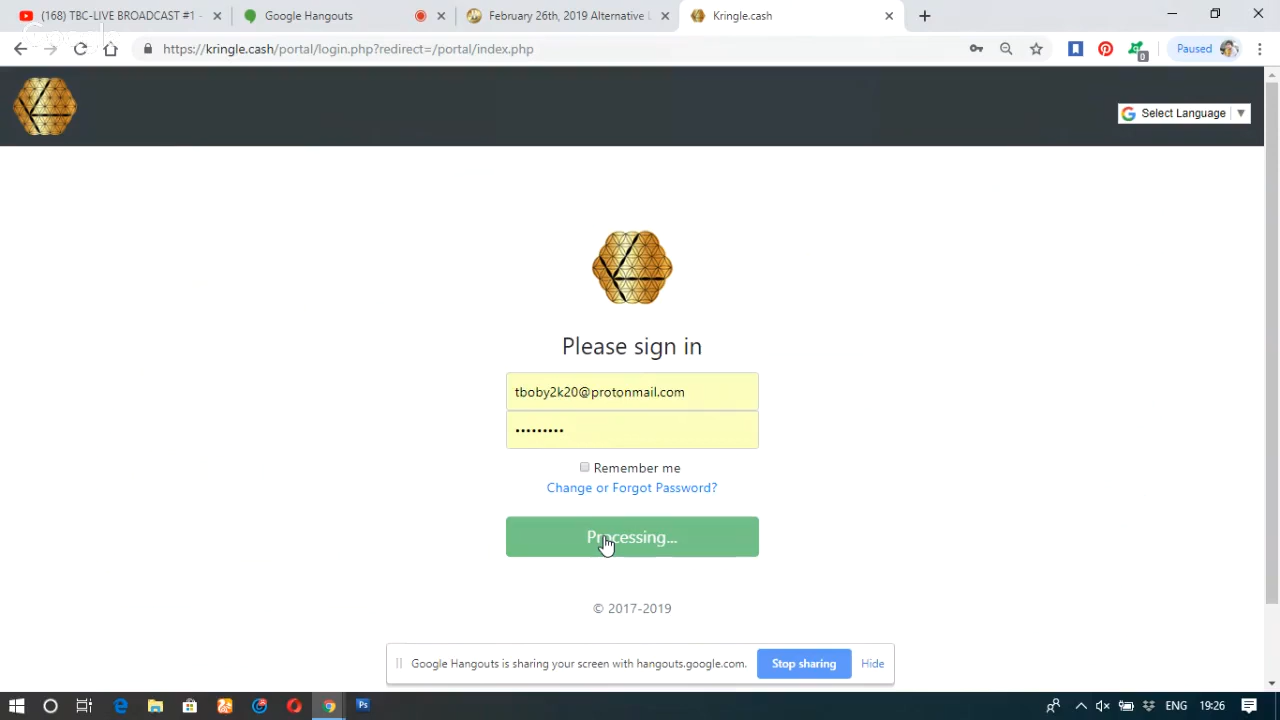 (168) TBC-LIVE BROADCAST #1 -
Google Hangouts
February 26th, 2019 Alternative L
Kringle.cash
Google
https://kringle.cash/portal/login.php?redirect=/portal/index.php
0
Paused
Select Language
Please sign in
tboby2k20@protonmail.com
•••••••••
Remember me
Change or Forgot Password?
Processing...
© 2017-2019
Google Hangouts is sharing your screen with hangouts.google.com.
Stop sharing
Hide
ENG
19:26